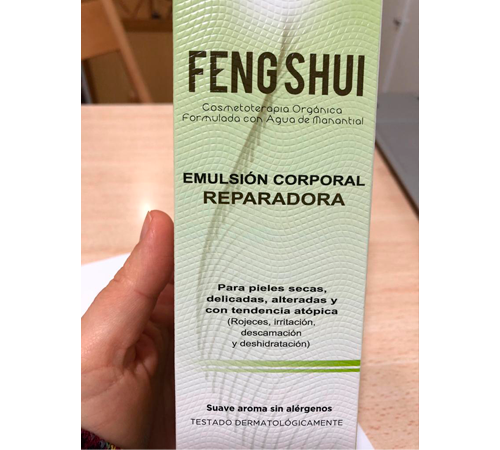 FENG SHUI
Cosmetoterapia Orgánica
Formulada con Agua de Manantial
EMULSIÓN CORPORAL
REPARADORA
Para pieles secas,
delicadas, alteradas y
con tendencia atópica
(Rojeces, irritación,
descamación
y deshidratación)
Suave aroma sin alérgenos
TESTADO DERMATOLÓGICAMENTE